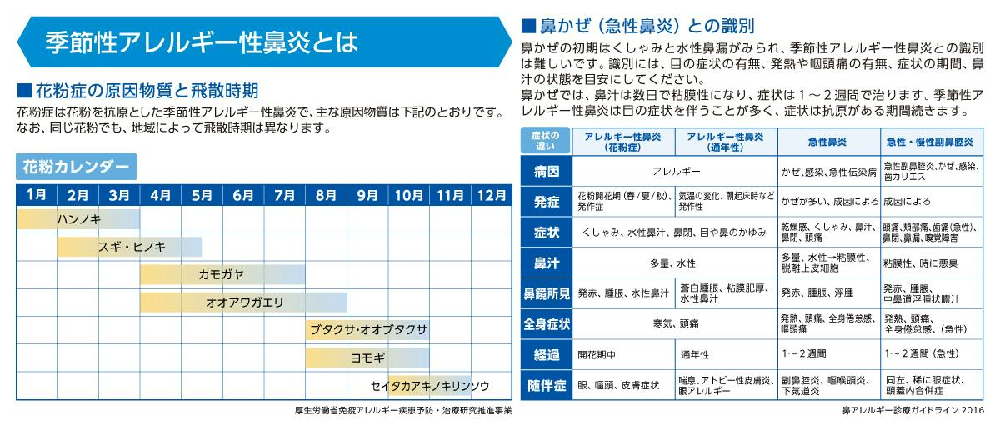 季節性アレルギー性鼻炎とは
■花粉症の原因物質と飛散時期
花粉症は花粉を抗原とした季節性アレルギー性鼻炎で、主な原因物質は下記のとおりです。
なお、同じ花粉でも、地域によって飛散時期は異なります。
花粉カレンダー
1月 2月 3月 4月 5月 6月 7月 8月 9月 10月 11月 12月
ハンノキ
スギ・ヒノキ
カモガヤ
オオアワガエリ
ブタクサ・オオブタクサ
ヨモギ
セイタカアキノキリンソウ
厚生労働省免疫アレルギー疾患予防・治療研究推進事業
■鼻かぜ（急性鼻炎）との識別
鼻かぜの初期はくしゃみと水性鼻漏がみられ、季節性アレルギー性鼻炎との識別
は難しいです。識別には、目の症状の有無、発熱や咽頭痛の有無、症状の期間、鼻
汁の状態を目安にしてください。
鼻かぜでは、鼻汁は数日で粘膜性になり、症状は1～2週間で治ります。季節性ア
レルギー性鼻炎は目の症状を伴うことが多く、症状は抗原がある期間続きます。
症状の
違い
アレルギー性鼻炎
（花粉症）
アレルギー性鼻炎
（通年性）
急性鼻炎
急性・慢性副鼻腔炎
病因
アレルギー
かぜ、感染、急性伝染病
急性副鼻腔炎、かぜ、感染、
歯カリエス
発症
花粉開花期（春/夏/秋)、
発作症
気温の変化、朝起床時など
発作性
かぜが多い、成因による
成因による
症状
くしゃみ、水性鼻汁、鼻閉、目や鼻のかゆみ
乾燥感、くしゃみ、鼻汁、
鼻閉、頭痛
頭痛、頬部痛、歯痛（急性）、
鼻閉、鼻漏、嗅覚障害
鼻汁
多量、水性
多量、水性→粘膜性、
脱離上皮細胞
粘膜性、時に悪臭
鼻鏡所見
発赤、腫脹、水性鼻汁
蒼白腫脹、粘膜肥厚、
水性鼻汁
発赤、腫脹、浮腫
発赤、腫脹、
中鼻道浮腫状膿汁
全身症状
寒気、頭痛
発熱、頭痛、全身倦怠感、
咽頭痛
発熱、頭痛、
全身倦怠感、（急性）
経過
開花期中
通年性
1～2週間
1～2週間（急性）
随伴症
眼、咽頭、皮膚症状
喘息、アトピー性皮膚炎、
眼アレルギー
副鼻腔炎、咽喉頭炎、
下気道炎
同左、稀に眼症状、
頭蓋内合併症
鼻アレルギー診療ガイドライン 2016